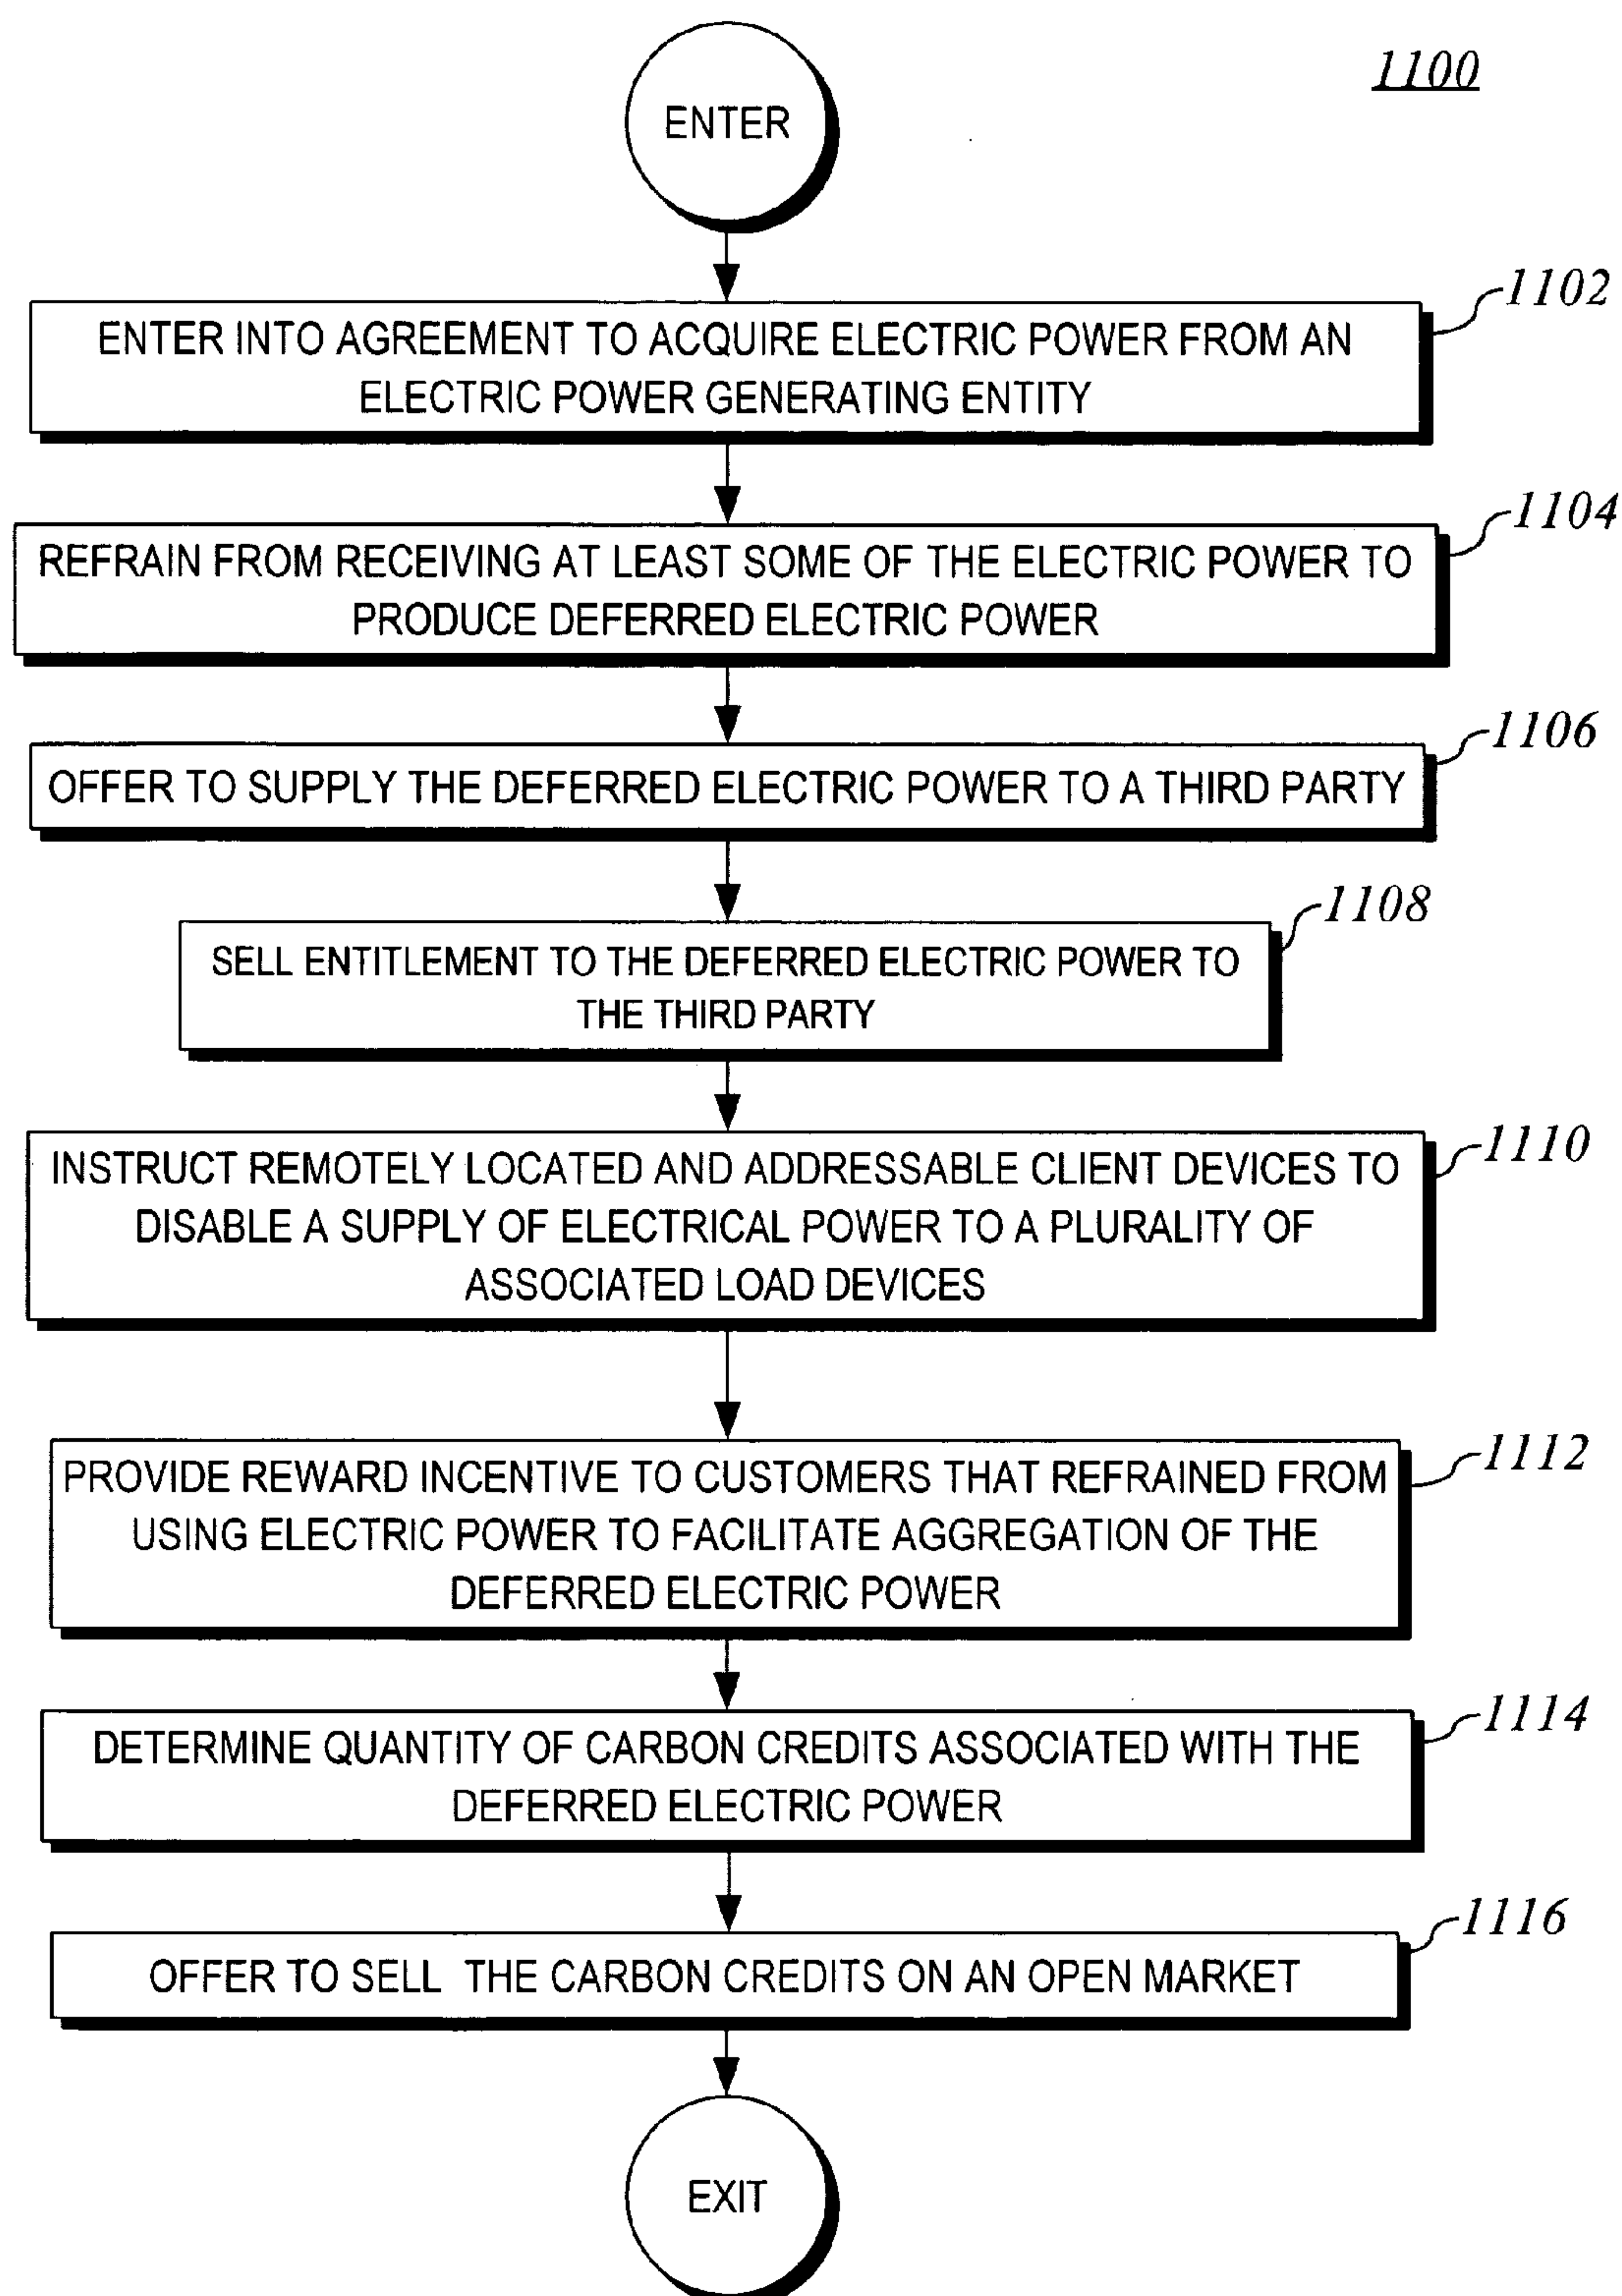 1100
ENTER
1102
ENTER INTO AGREEMENT TO ACQUIRE ELECTRIC POWER FROM AN
ELECTRIC POWER GENERATING ENTITY
1104
REFRAIN FROM RECEIVING AT LEAST SOME OF THE ELECTRIC POWER TO
PRODUCE DEFERRED ELECTRIC POWER
1106
OFFER TO SUPPLY THE DEFERRED ELECTRIC POWER TO A THIRD PARTY
1108
SELL ENTITLEMENT TO THE DEFERRED ELECTRIC POWER TO
THE THIRD PARTY
1110
INSTRUCT REMOTELY LOCATED AND ADDRESSABLE CLIENT DEVICES TO
DISABLE A SUPPLY OF ELECTRICAL POWER TO A PLURALITY OF
ASSOCIATED LOAD DEVICES
1112
PROVIDE REWARD INCENTIVE TO CUSTOMERS THAT REFRAINED FROM
USING ELECTRIC POWER TO FACILITATE AGGREGATION OF THE
DEFERRED ELECTRIC POWER
1114
DETERMINE QUANTITY OF CARBON CREDITS ASSOCIATED WITH THE
DEFERRED ELECTRIC POWER
1116
OFFER TO SELL THE CARBON CREDITS ON AN OPEN MARKET
EXIT